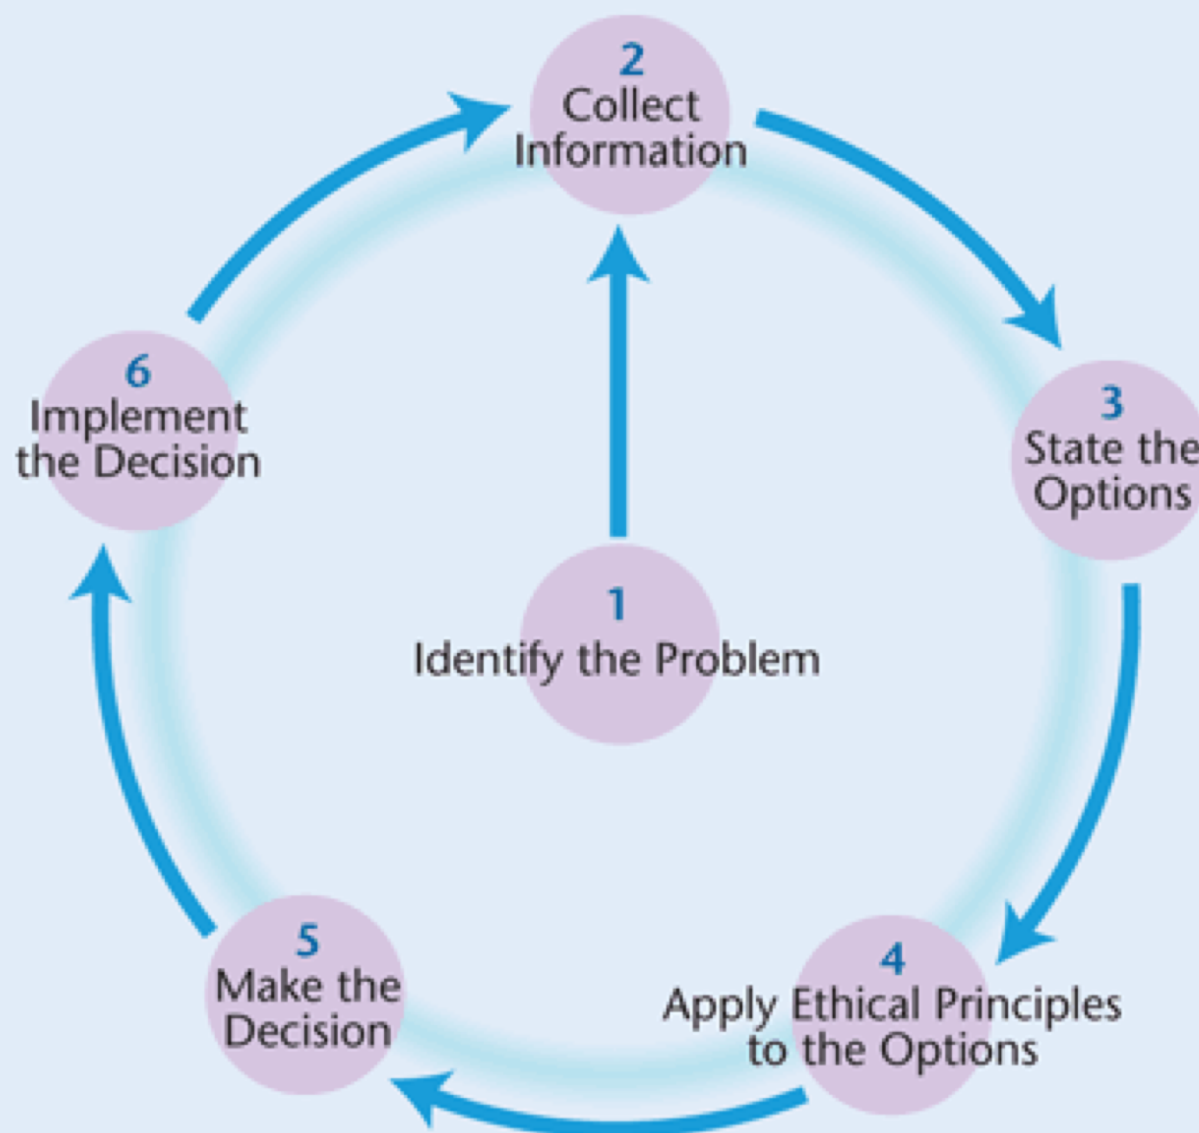 1
Identify the Problem
2
Collect
Information
3
State the
Options
4
Apply Ethical Principles
to the Options
5
Make the
Decision
6
Implement
the Decision